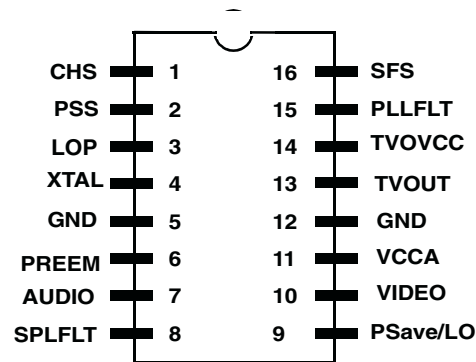 CHS 1 16 SFS
PSS 2 15 PLLFLT
LOP 3 14 TVOVCC
XTAL 4 13 TVOUT
GND 5 12 GND
PREEM 6 11 VCCA
AUDIO 7 10 VIDEO
SPLFLT 8 9 PSave/LO